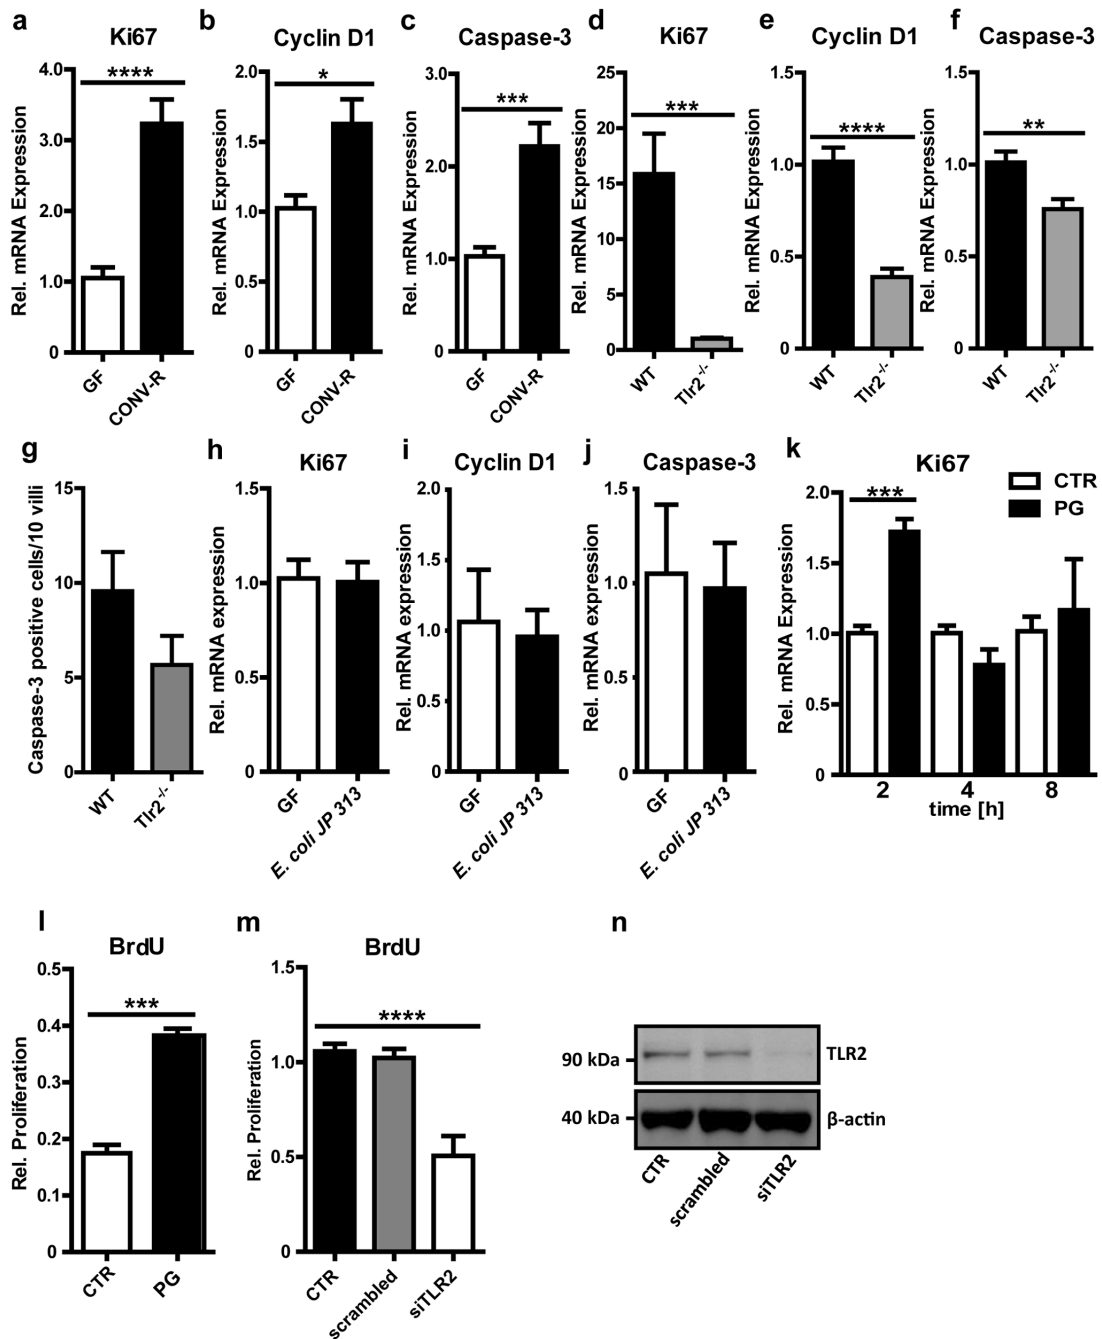 a
Ki67
Rel. mRNA Expression
4.0
3.0
2.0
1.0
0
****
GF
CONV-R
b
Cyclin D1
Rel. mRNA Expression
2.0
1.5
1.0
0.5
0
*
GF
CONV-R
c
Caspase-3
Rel. mRNA Expression
3.0
2.0
1.0
0
***
GF
CONV-R
d
Ki67
Rel. mRNA Expression
25
20
15
10
5
0
***
WT
Tlr2-/-
e
Cyclin D1
Rel. mRNA Expression
1.5
1.0
0.5
0
****
WT
Tlr2-/-
f
Caspase-3
Rel. mRNA Expression
1.5
1.0
0.5
0
**
WT
Tlr2-/-
g
Caspase-3 positive cells/10 villi
15
10
5
0
WT
Tlr2-/-
h
Ki67
Rel. mRNA expression
1.5
1.0
0.5
0
GF
E. coli JP 313
i
Cyclin D1
Rel. mRNA expression
2.0
1.5
1.0
0.5
0
GF
E. coli JP 313
j
Caspase-3
Rel. mRNA expression
1.5
1.0
0.5
0
GF
E. coli JP 313
k
Ki67
CTR
PG
Rel. mRNA Expression
2.0
1.5
1.0
0.5
0
***
2 4 8
time [h]
l
BrdU
Rel. Proliferation
0.5
0.4
0.3
0.2
0.1
0
***
CTR
PG
m
BrdU
Rel. Proliferation
1.5
1.0
0.5
0
****
CTR
scrambled
siTLR2
n
90 kDa
TLR2
40 kDa
β-actin
CTR
scrambled
siTLR2